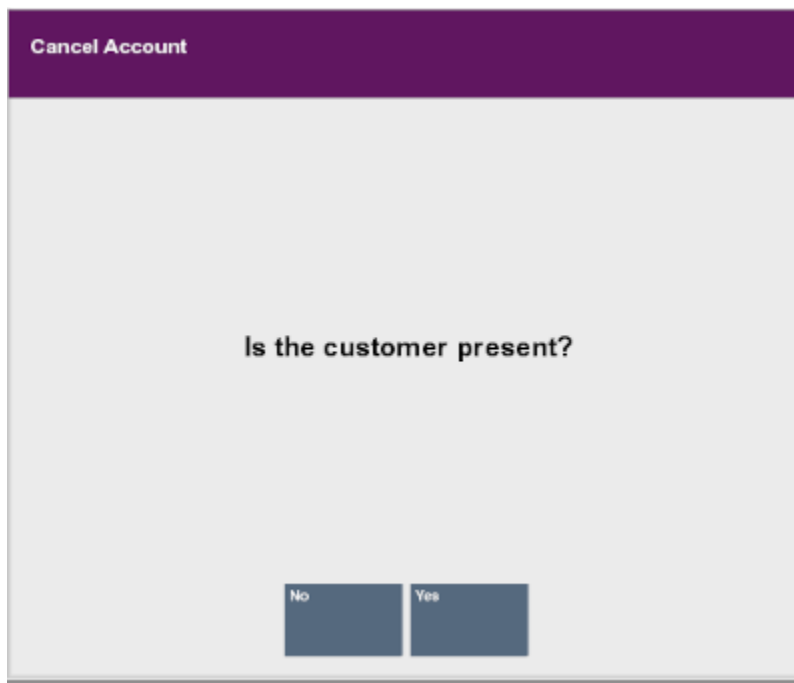 Cancel Account
Is the customer present?
No
Yes